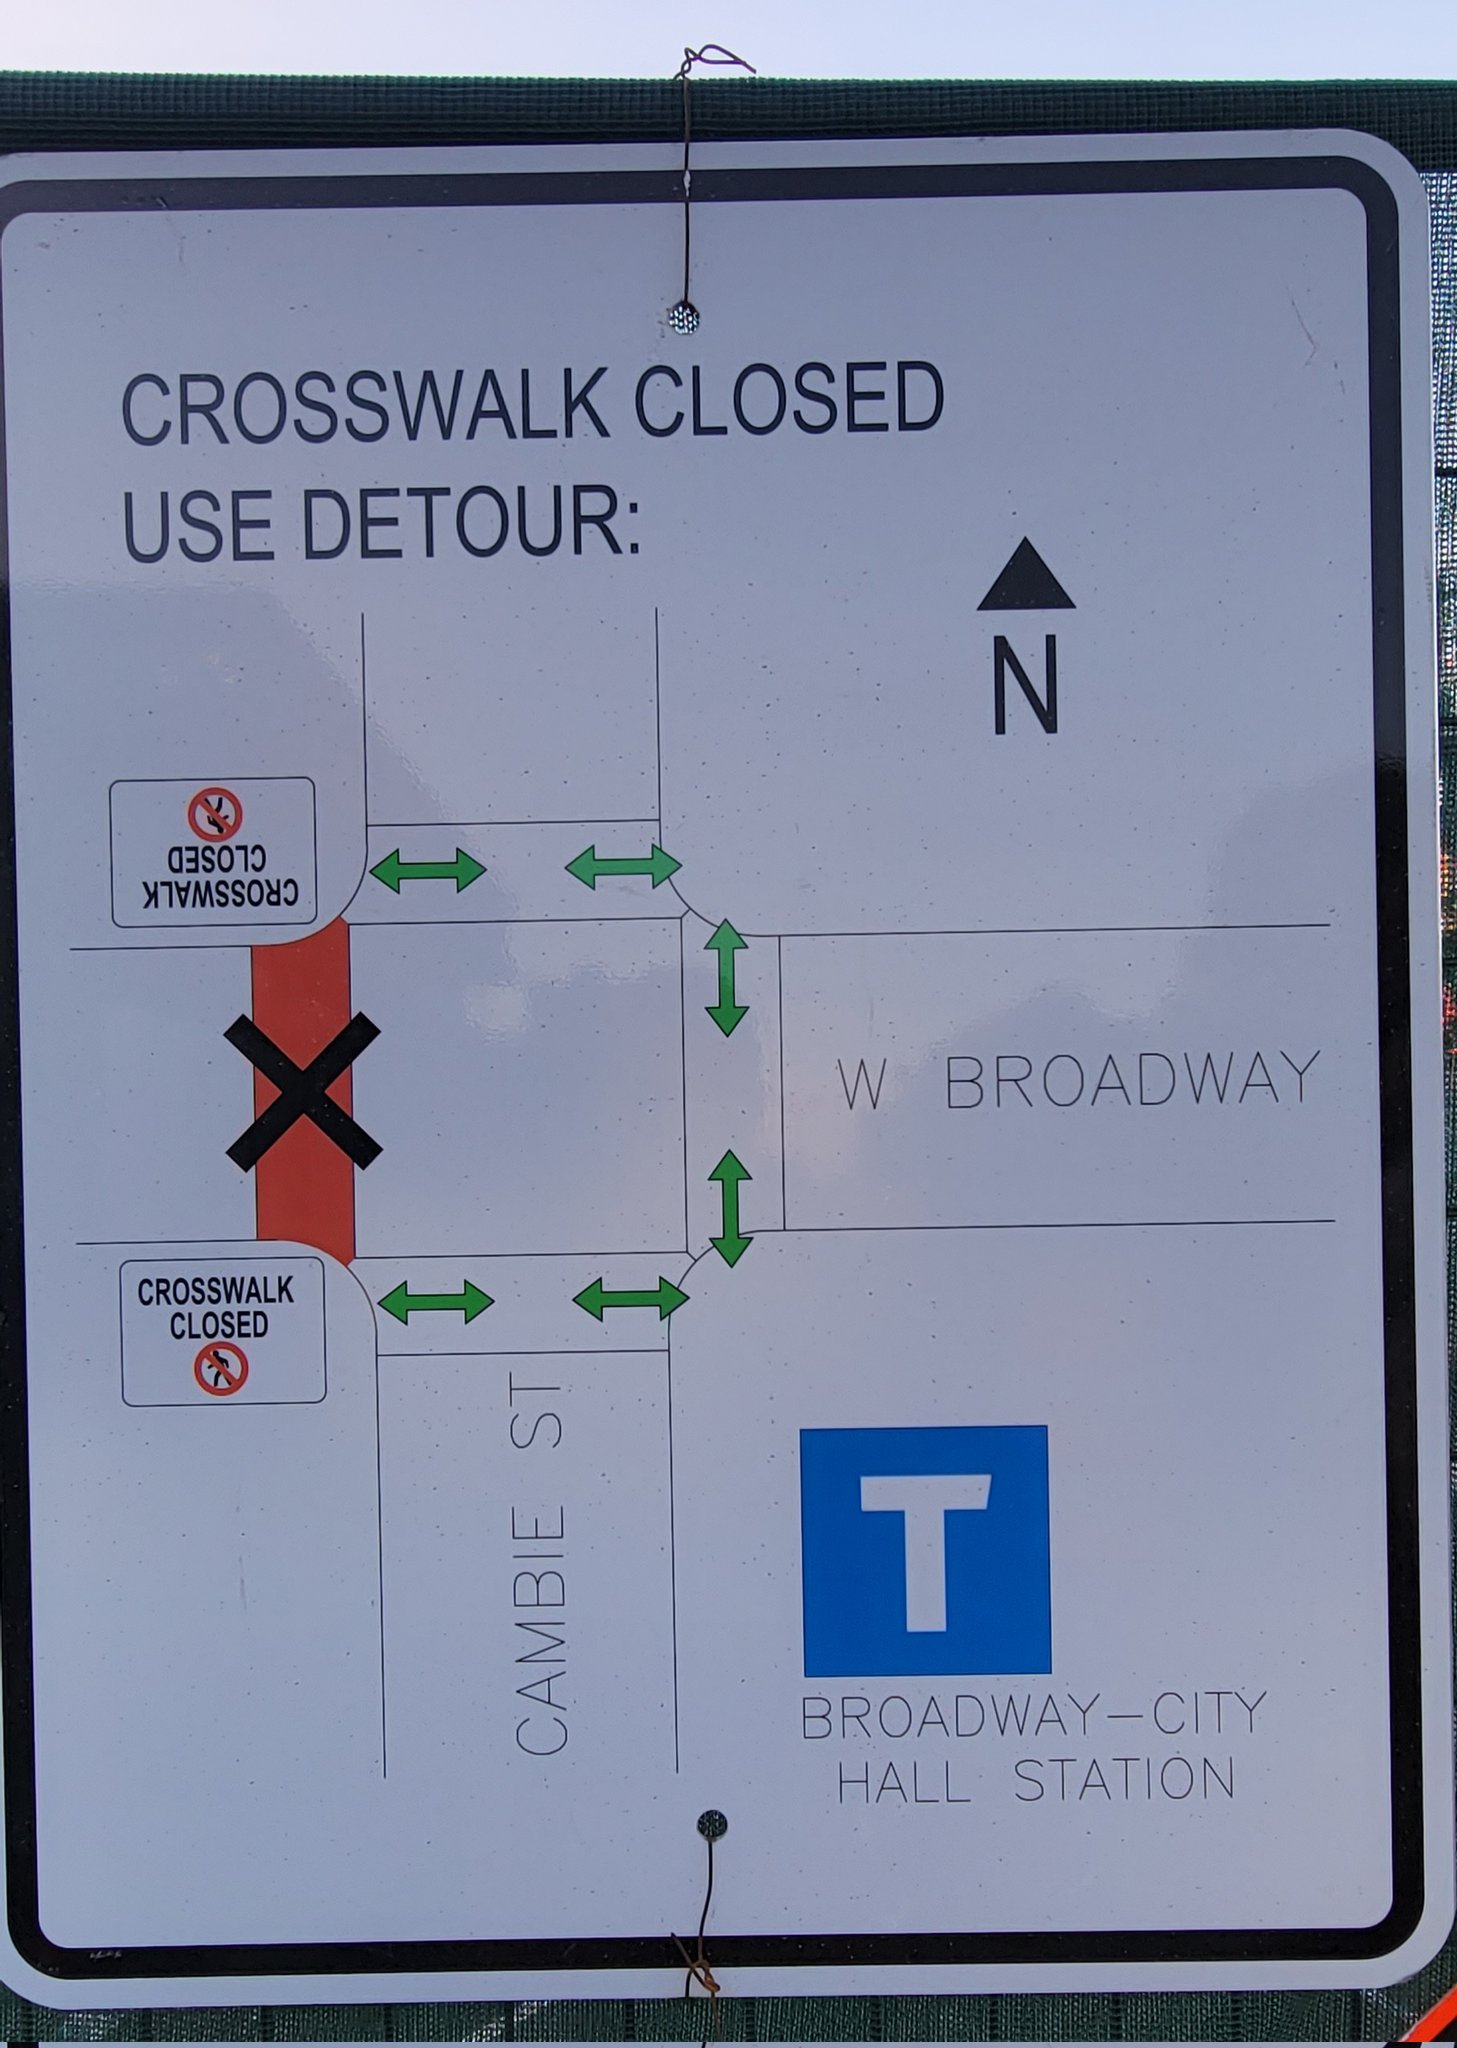 CROSSWALK CLOSED
USE DETOUR:
N
CROSSWALK
CLOSED
W BROADWAY
CROSSWALK
CLOSED
CAMBIE ST
T
BROADWAY-CITY
HALL STATION